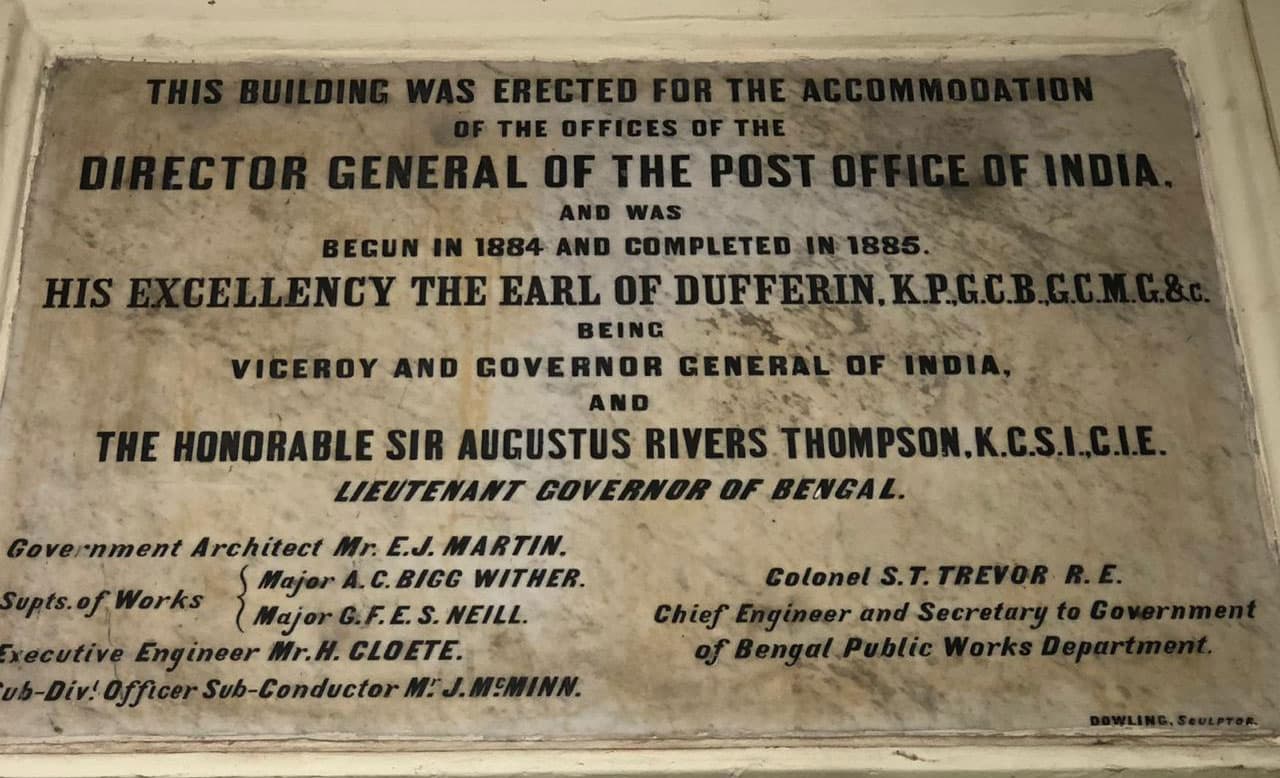 THIS BUILDING WAS ERECTED FOR THE ACCOMMODATION
OF THE OFFICES OF THE
DIRECTOR GENERAL OF THE POST OFFICE OF INDIA,
AND WAS
BEGUN IN 1884 AND COMPLETED IN 1885.
HIS EXCELLENCY THE EARL OF DUFFERIN, K.P.,G.C.B.,G.C.M.G.&c.
BEING
VICEROY AND GOVERNOR GENERAL OF INDIA,
AND
THE HONORABLE SIR AUGUSTUS RIVERS THOMPSON, K.C.S.I.,C.I.E.
LIEUTENANT GOVERNOR OF BENGAL.
Government Architect Mr. E.J. MARTIN.
Supts. of Works { Major A.C. BIGG WITHER.
Major G.F.E.S. NEILL.
Executive Engineer Mr. H. CLOETE.
ub-Divl. Officer Sub-Conductor Mr. J. McMINN.
Colonel S.T. TREVOR R.E.
Chief Engineer and Secretary to Government
of Bengal Public Works Department.
DOWLING, SCULPTOR.